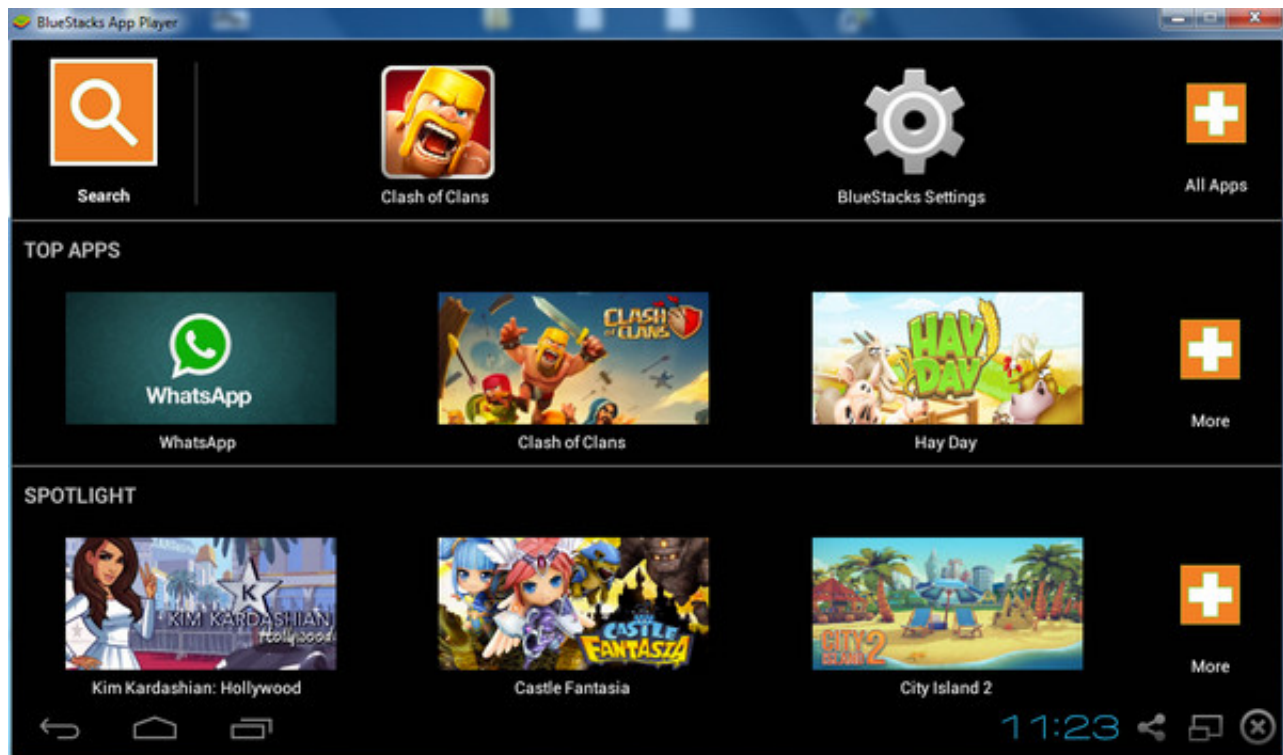 BlueStacks App Player
Search
Clash of Clans
BlueStacks Settings
All Apps
TOP APPS
WhatsApp
WhatsApp
CLASH
of CLANS
Clash of Clans
HAY
DAY
Hay Day
More
SPOTLIGHT
K
KIM KARDASHIAN
Hollywood
Kim Kardashian: Hollywood
CASTLE
FANTASIA
Castle Fantasia
CITY
ISLAND 2
City Island 2
More
11:23